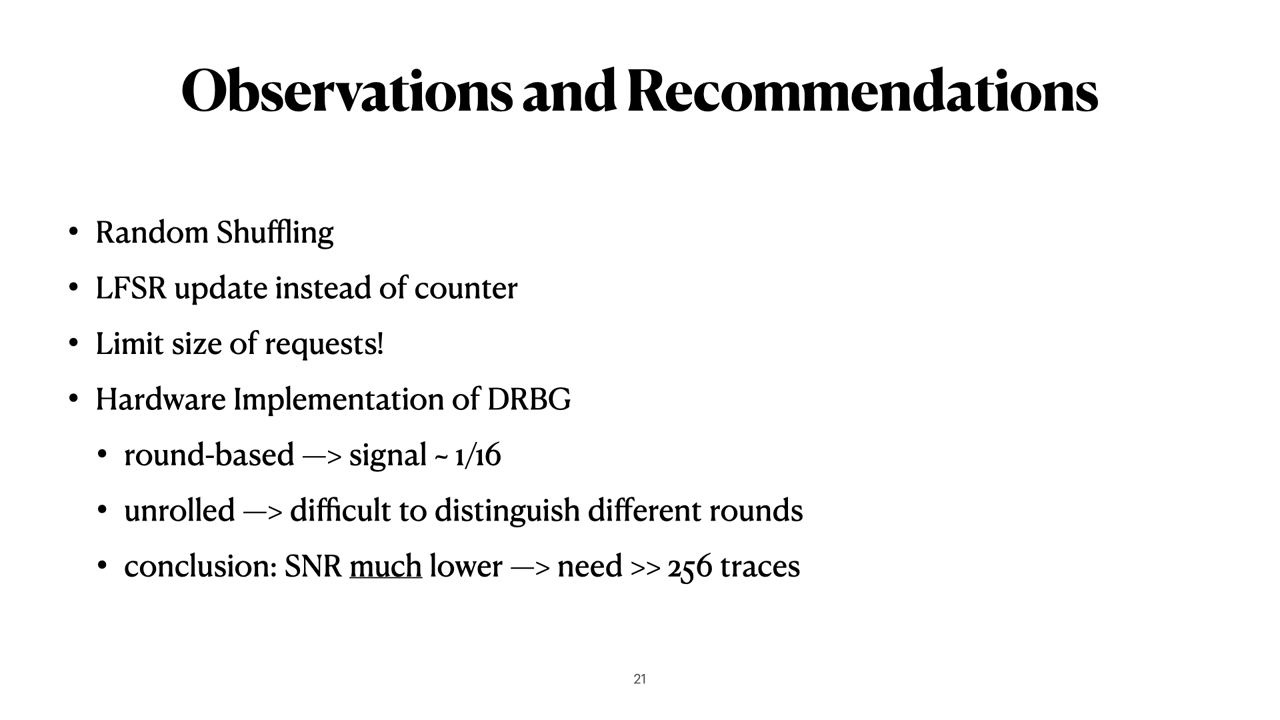 Observations and Recommendations
• Random Shuffling
• LFSR update instead of counter
• Limit size of requests!
• Hardware Implementation of DRBG
• round-based —> signal ~ 1/16
• unrolled —> difficult to distinguish different rounds
• conclusion: SNR much lower —> need >> 256 traces
21